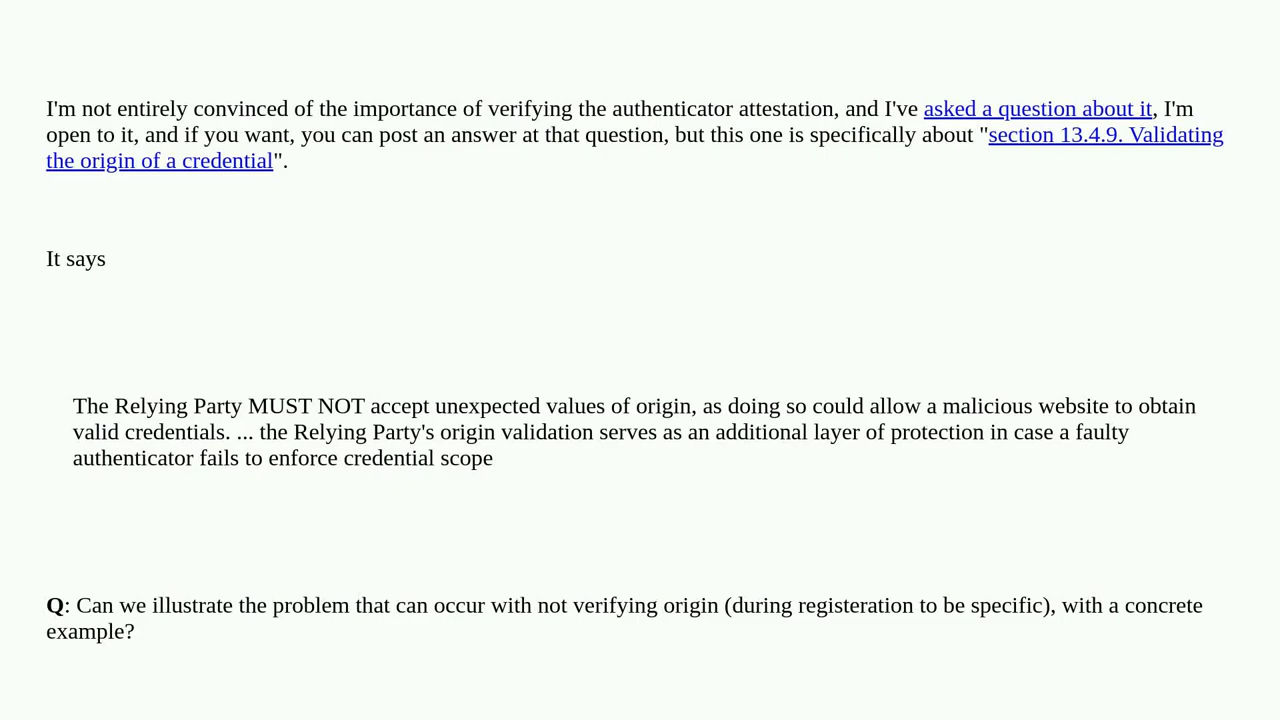 I'm not entirely convinced of the importance of verifying the authenticator attestation, and I've asked a question about it, I'm
open to it, and if you want, you can post an answer at that question, but this one is specifically about "section 13.4.9. Validating
the origin of a credential".
It says
The Relying Party MUST NOT accept unexpected values of origin, as doing so could allow a malicious website to obtain
valid credentials. ... the Relying Party's origin validation serves as an additional layer of protection in case a faulty
authenticator fails to enforce credential scope
Q: Can we illustrate the problem that can occur with not verifying origin (during registeration to be specific), with a concrete
example?